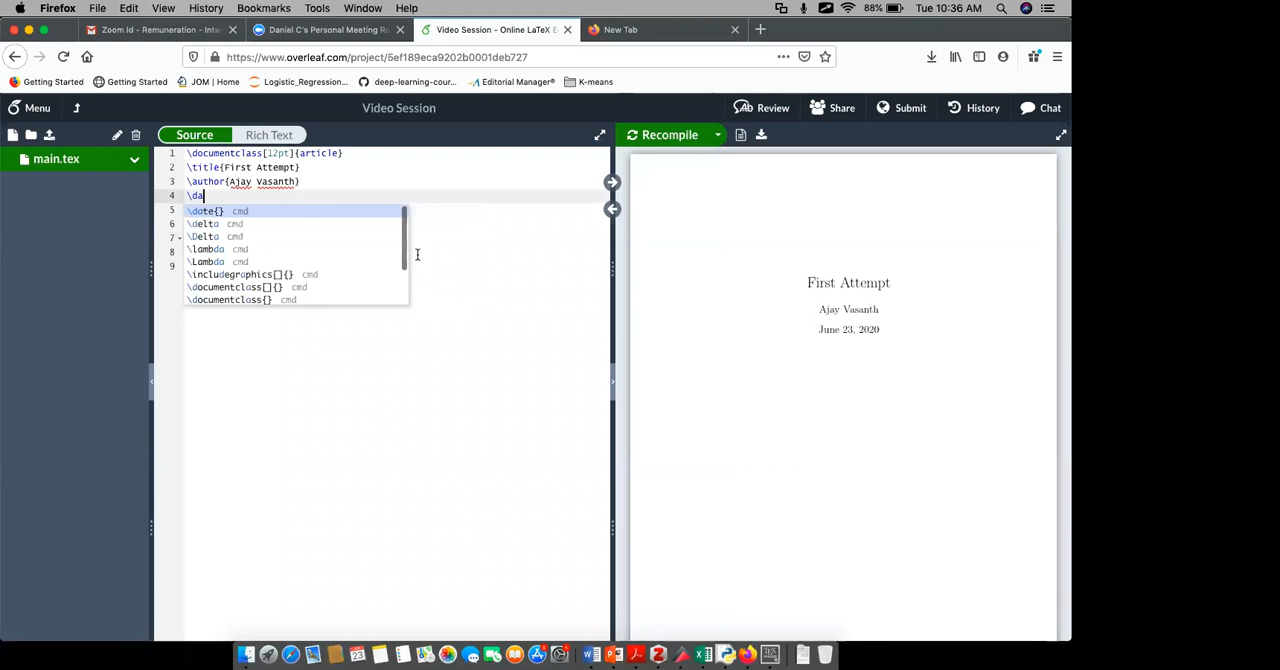 Firefox File Edit View History Bookmarks Tools Window Help 88% Tue 10:36 AM
Zoom Id - Remuneration - Inte Daniel C's Personal Meeting Ro Video Session - Online LaTeX E New Tab
https://www.overleaf.com/project/5ef189eca9202b0001deb727
Getting Started Getting Started JOM | Home Logistic_Regression... deep-learning-cour... Editorial Manager® K-means
Menu Video Session Review Share Submit History Chat
Source Rich Text Recompile
main.tex
1 \documentclass[12pt]{article}
2 \title{First Attempt}
3 \author{Ajay Vasanth}
4 \da
5 \date{} cmd
6 \delta cmd
7 \Delta cmd
8 \lambda cmd
\Lambda cmd
9 \includegraphics[]{} cmd
\documentclass[]{} cmd
\documentclass{} cmd
First Attempt
Ajay Vasanth
June 23, 2020